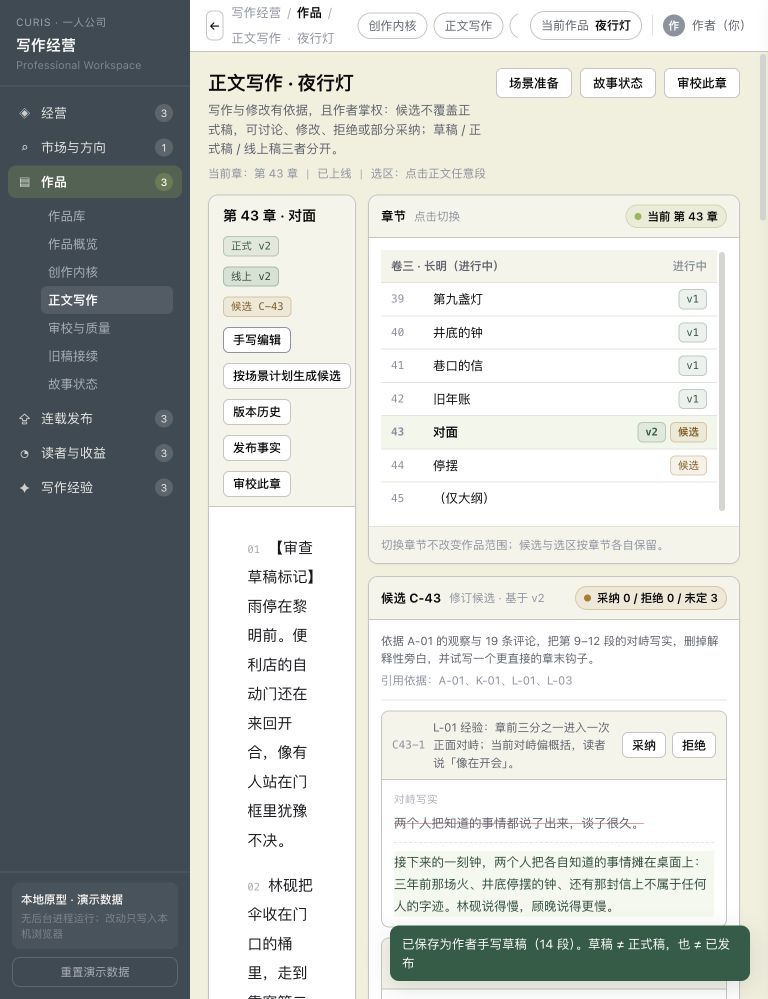 CURIS · 一人公司
写作经营
Professional Workspace
经营 3
市场与方向 1
作品 3
作品库
作品概览
创作内核
正文写作
审校与质量
旧稿接续
故事状态
连载发布 3
读者与收益 3
写作经验 3
本地原型 · 演示数据
无后台进程运行；改动只写入本
机浏览器
重置演示数据
写作经营 / 作品 /
正文写作 · 夜行灯
创作内核
正文写作
当前作品 夜行灯
作 作者（你）
正文写作 · 夜行灯
写作与修改有依据，且作者掌权：候选不覆盖正
式稿，可讨论、修改、拒绝或部分采纳；草稿 / 正
式稿 / 线上稿三者分开。
当前章：第 43 章 | 已上线 | 选区：点击正文任意段
场景准备
故事状态
审校此章
第 43 章 · 对面
正式 v2
线上 v2
候选 C-43
手写编辑
按场景计划生成候选
版本历史
发布事实
审校此章
01 【审查
草稿标记】
雨停在黎
明前。便
利店的自
动门还在
来回开
合，像有
人站在门
框里犹豫
不决。
02 林砚把
伞收在门
口的桶
里，走到
章节 点击切换
当前 第 43 章
卷三 · 长明（进行中） 进行中
39 第九盏灯 v1
40 井底的钟 v1
41 巷口的信 v1
42 旧年账 v1
43 对面 v2 候选
44 停摆 候选
45 （仅大纲）
切换章节不改变作品范围；候选与选区按章节各自保留。
候选 C-43 修订候选 · 基于 v2
采纳 0 / 拒绝 0 / 未定 3
依据 A-01 的观察与 19 条评论，把第 9–12 段的对峙写实，删掉解
释性旁白，并试写一个更直接的章末钩子。
引用依据：A-01、K-01、L-01、L-03
C43-1
L-01 经验：章前三分之一进入一次
正面对峙；当前对峙偏概括，读者
说「像在开会」。
采纳
拒绝
对峙写实
两个人把知道的事情都说了出来，谈了很久。
接下来的一刻钟，两个人把各自知道的事情摊在桌面上：
三年前那场火、井底停摆的钟、还有那封信上不属于任何
人的字迹。林砚说得慢，顾晚说得更慢。
已保存为作者手写草稿（14 段）。草稿 ≠ 正式稿，也 ≠ 已发
布